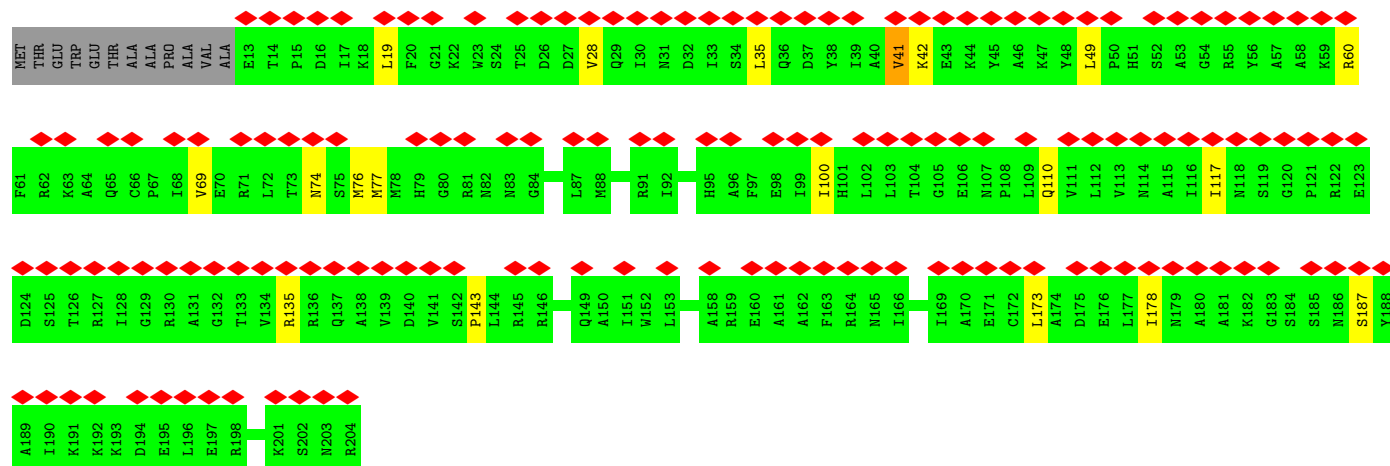 MET THR GLU TRP GLU THR ALA ALA PRO ALA VAL ALA E13 T14 P15 D16 I17 K18 L19 F20 G21 K22 W23 S24 T25 D26 D27 V28 Q29 I30 N31 D32 I33 S34 L35 Q36 D37 Y38 I39 A40 V41 K42 E43 K44 Y45 A46 K47 Y48 L49 P50 H51 S52 A53 G54 R55 Y56 A57 A58 K59 R60
F61 R62 K63 A64 Q65 C66 P67 I68 V69 E70 R71 L72 T73 N74 S75 M76 M77 M78 H79 G80 R81 N82 N83 G84 L87 M88 R91 I92 H95 A96 F97 E98 I99 I100 H101 L102 L103 T104 G105 E106 N107 P108 L109 Q110 V111 L112 V113 N114 A115 I116 I117 N118 S119 G120 P121 R122 E123
D124 S125 T126 R127 I128 G129 R130 A131 G132 T133 V134 R135 R136 Q137 A138 V139 D140 V141 S142 P143 L144 R145 R146 Q149 A150 I151 W152 L153 A158 R159 E160 A161 A162 F163 R164 N165 I166 I169 A170 E171 C172 L173 A174 D175 E176 L177 I178 N179 A180 A181 K182 G183 S184 S185 N186 S187 Y188
A189 I190 K191 K192 K193 D194 E195 L196 E197 R198 K201 S202 N203 R204